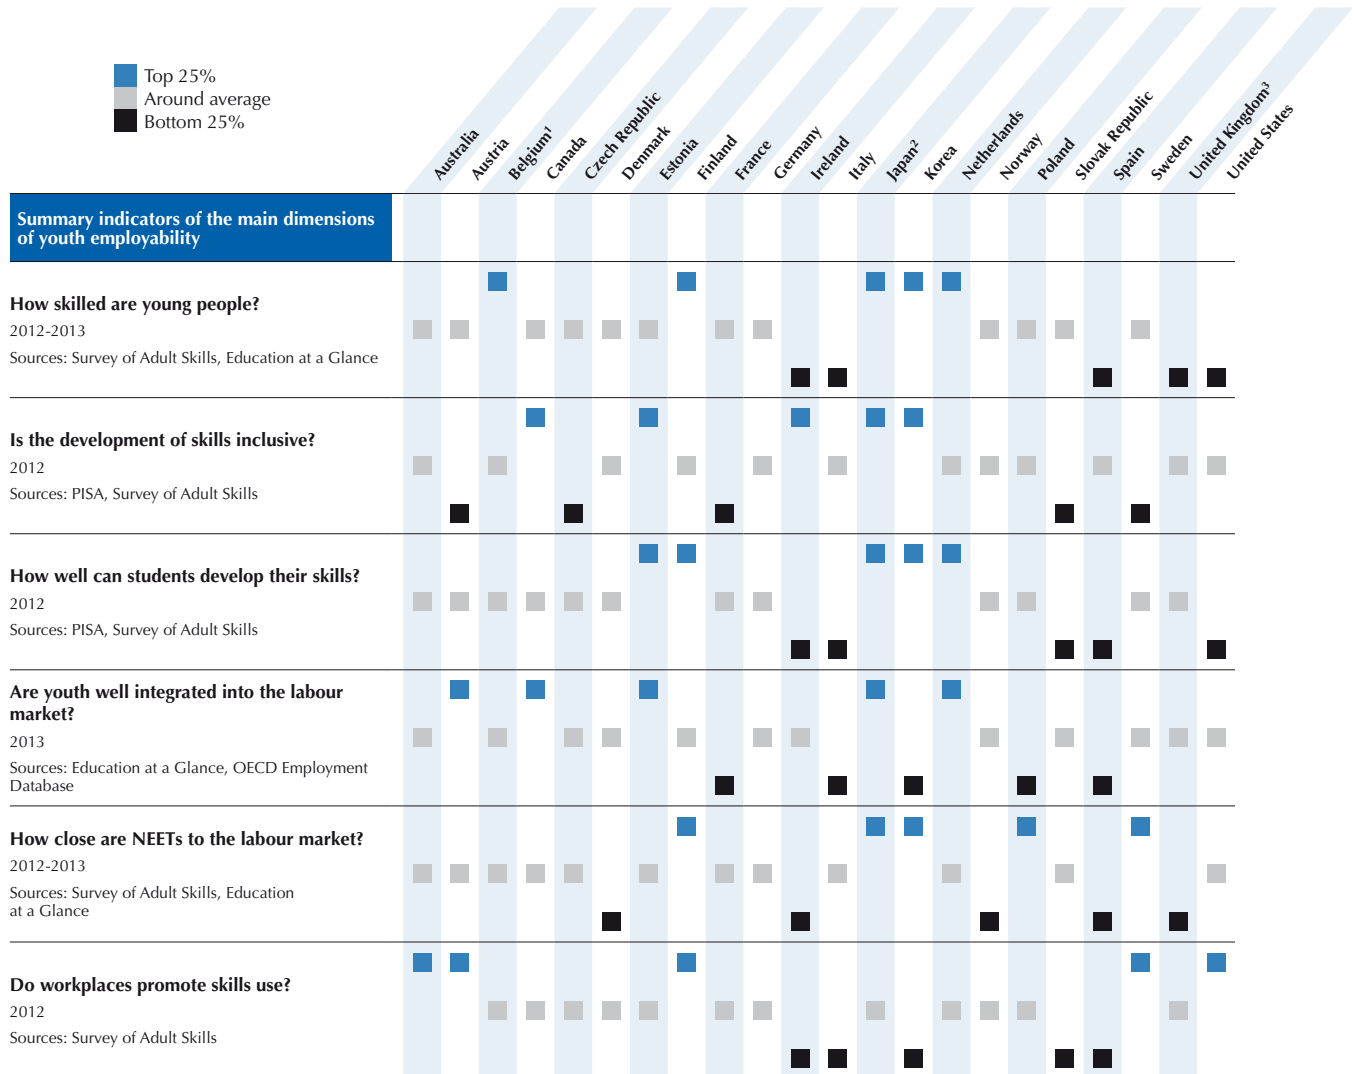 Top 25%
Around average
Bottom 25%
Australia
Austria
Belgium¹
Canada
Czech Republic
Denmark
Estonia
Finland
France
Germany
Ireland
Italy
Japan²
Korea
Netherlands
Norway
Poland
Slovak Republic
Spain
Sweden
United Kingdom³
United States
Summary indicators of the main dimensions
of youth employability
How skilled are young people?
2012-2013
Sources: Survey of Adult Skills, Education at a Glance
Is the development of skills inclusive?
2012
Sources: PISA, Survey of Adult Skills
How well can students develop their skills?
2012
Sources: PISA, Survey of Adult Skills
Are youth well integrated into the labour
market?
2013
Sources: Education at a Glance, OECD Employment
Database
How close are NEETs to the labour market?
2012-2013
Sources: Survey of Adult Skills, Education
at a Glance
Do workplaces promote skills use?
2012
Sources: Survey of Adult Skills